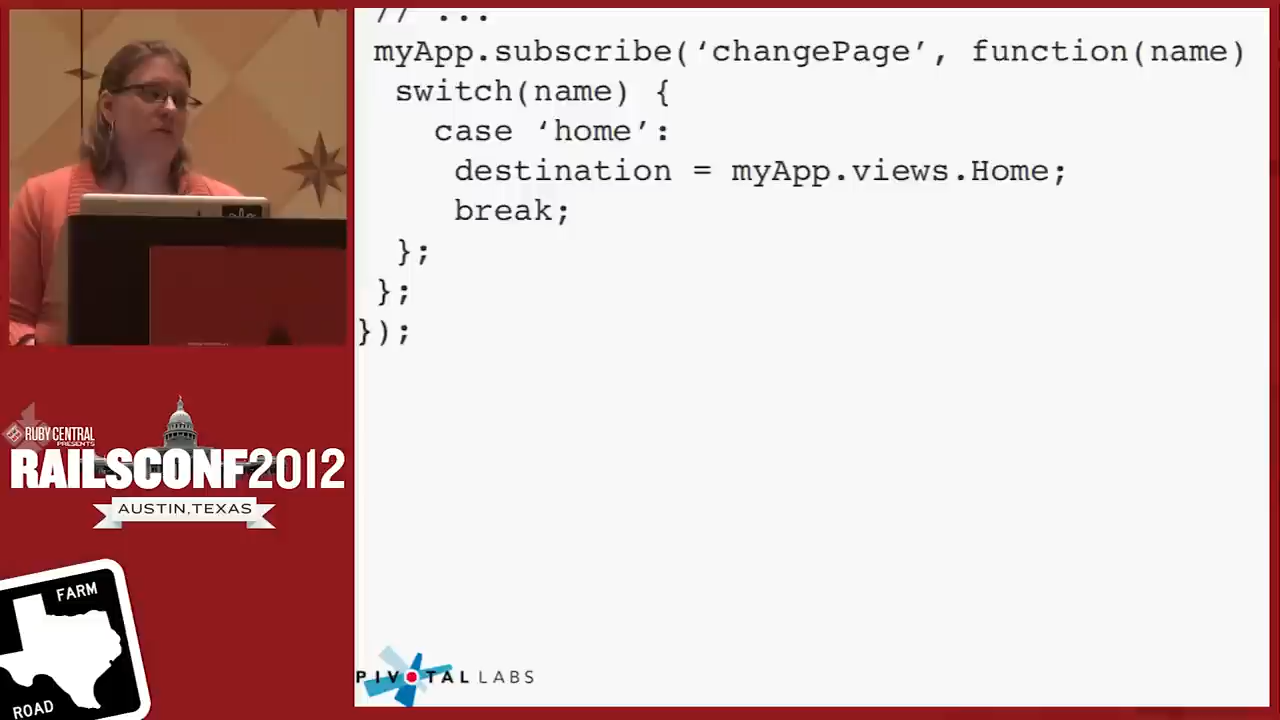 // ...
myApp.subscribe(‘changePage’, function(name)
switch(name) {
case ‘home’:
destination = myApp.views.Home;
break;
};
};
});
RUBY CENTRAL
PRESENTS
RAILSCONF2012
AUSTIN,TEXAS
FARM
ROAD
PIVOTAL LABS